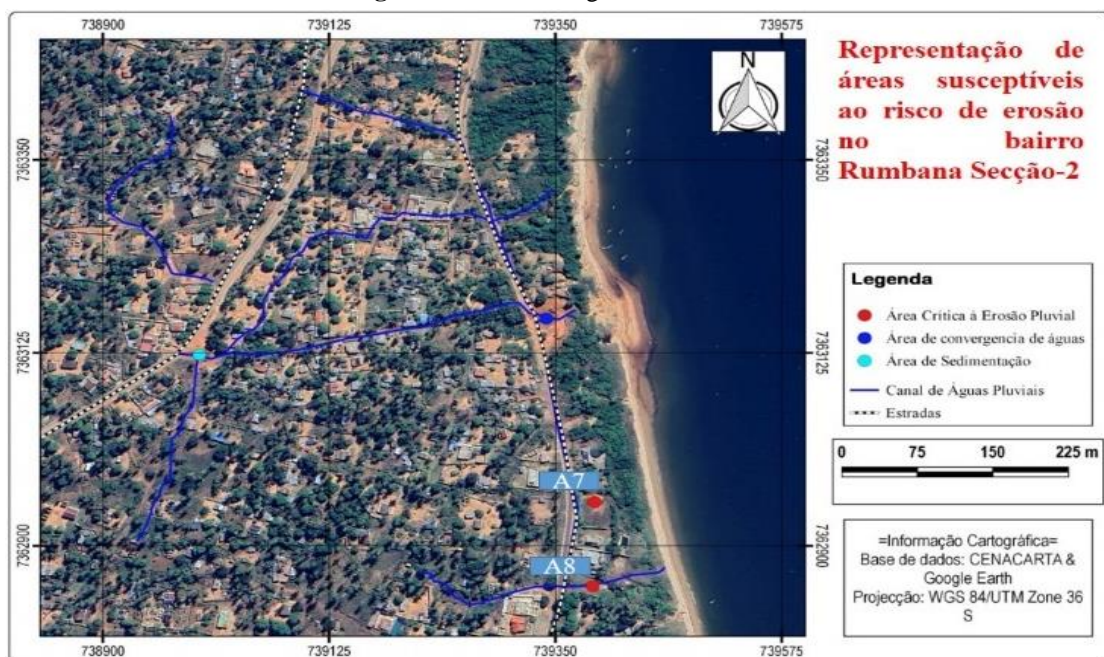 738900 739125 739350 739575
Representação de
áreas susceptíveis
ao risco de erosão
no bairro
Rumbana Secção-2
N
7363350 7363350
Legenda
Área Critica à Erosão Pluvial
Área de convergencia de águas
Área de Sedimentação
Canal de Águas Pluviais
Estradas
7363125 7363125
0 75 150 225 m
A7
A8
7362900 7362900
=Informação Cartográfica=
Base de dados: CENACARTA &
Google Earth
Projecção: WGS 84/UTM Zone 36
S
738900 739125 739350 739575